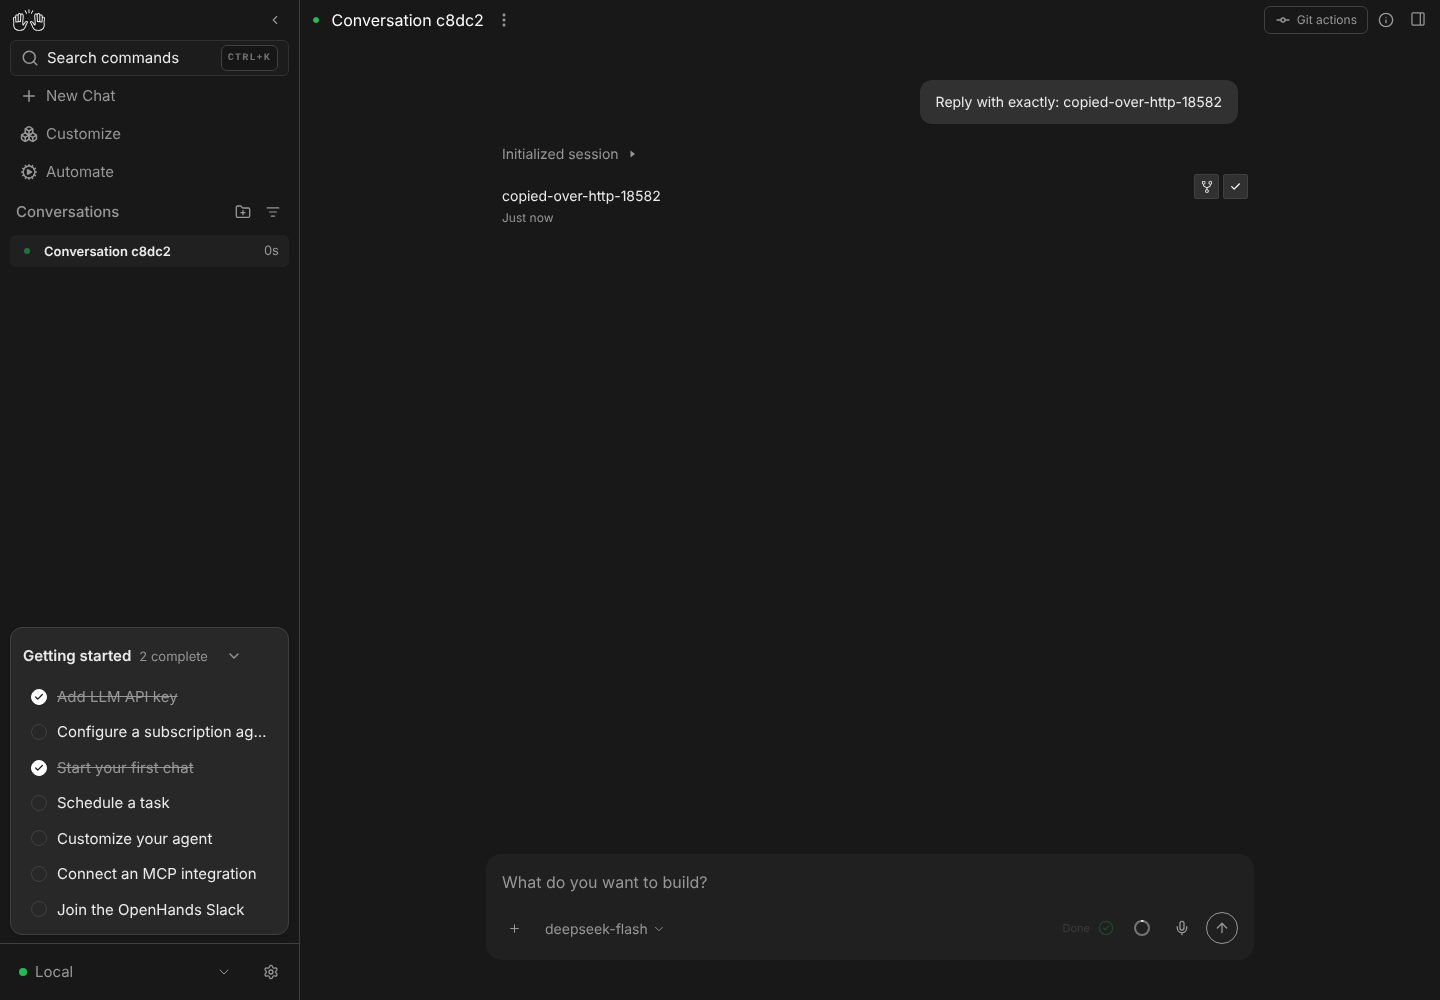 Search commands
CTRL+K
New Chat
Customize
Automate
Conversations
Conversation c8dc2
0s
Getting started
2 complete
Add LLM API key
Configure a subscription ag...
Start your first chat
Schedule a task
Customize your agent
Connect an MCP integration
Join the OpenHands Slack
Local
Conversation c8dc2
Git actions
Reply with exactly: copied-over-http-18582
Initialized session
copied-over-http-18582
Just now
What do you want to build?
deepseek-flash
Done